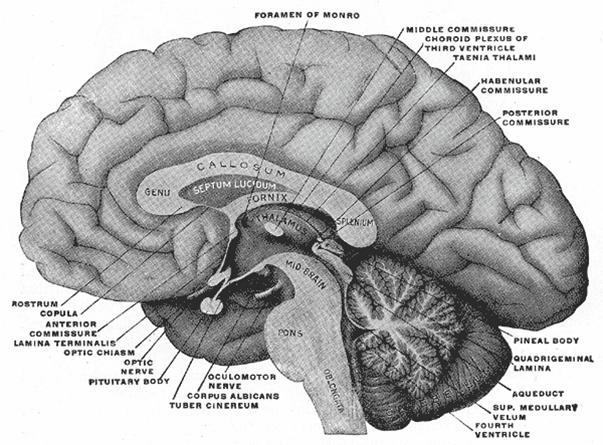 FORAMEN OF MONRO
MIDDLE COMMISSURE
CHOROID PLEXUS OF
THIRD VENTRICLE
TAENIA THALAMI
HABENULAR
COMMISSURE
POSTERIOR
COMMISSURE
CALLOSUM
GENU
SEPTUM LUCIDUM
FORNIX
THALAMUS
SPLENIUM
MID BRAIN
PONS
OBLONGATA
ROSTRUM
COPULA
ANTERIOR
COMMISSURE
LAMINA TERMINALIS
OPTIC CHIASM
OPTIC
NERVE
PITUITARY BODY
OCULOMOTOR
NERVE
CORPUS ALBICANS
TUBER CINEREUM
PINEAL BODY
QUADRIGEMINAL
LAMINA
AQUEDUCT
SUP. MEDULLARY
VELUM
FOURTH
VENTRICLE